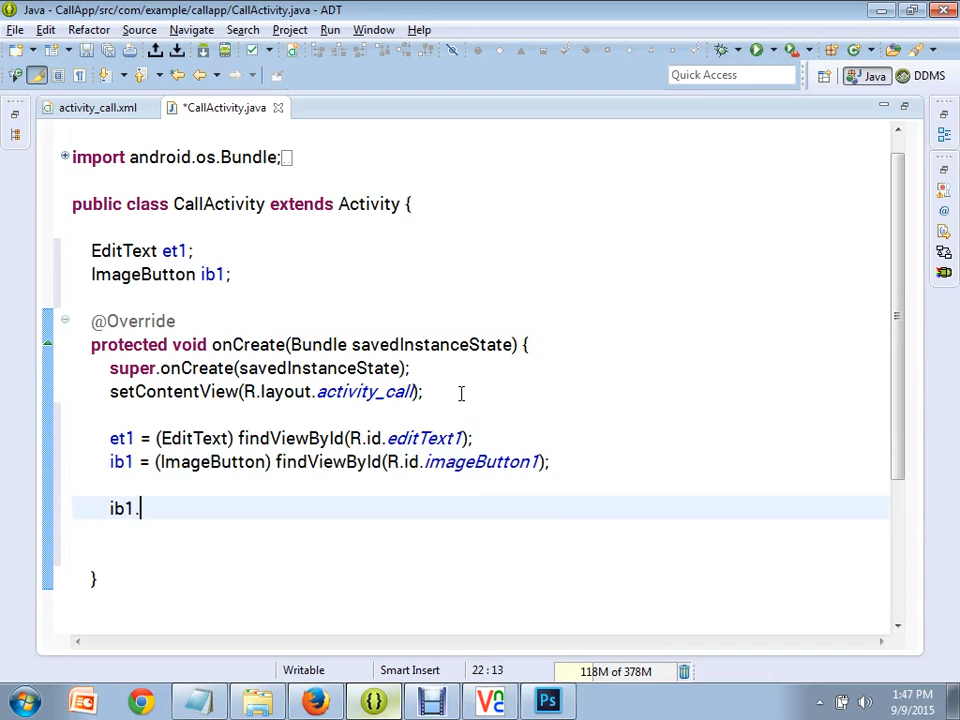 Java - CallApp/src/com/example/callapp/CallActivity.java - ADT
File Edit Refactor Source Navigate Search Project Run Window Help
Quick Access
Java
DDMS
activity_call.xml
*CallActivity.java
import android.os.Bundle;
public class CallActivity extends Activity {
EditText et1;
ImageButton ib1;
@Override
protected void onCreate(Bundle savedInstanceState) {
super.onCreate(savedInstanceState);
setContentView(R.layout.activity_call);
et1 = (EditText) findViewById(R.id.editText1);
ib1 = (ImageButton) findViewById(R.id.imageButton1);
ib1.
}
Writable
Smart Insert
22 : 13
118M of 378M
1:47 PM
9/9/2015